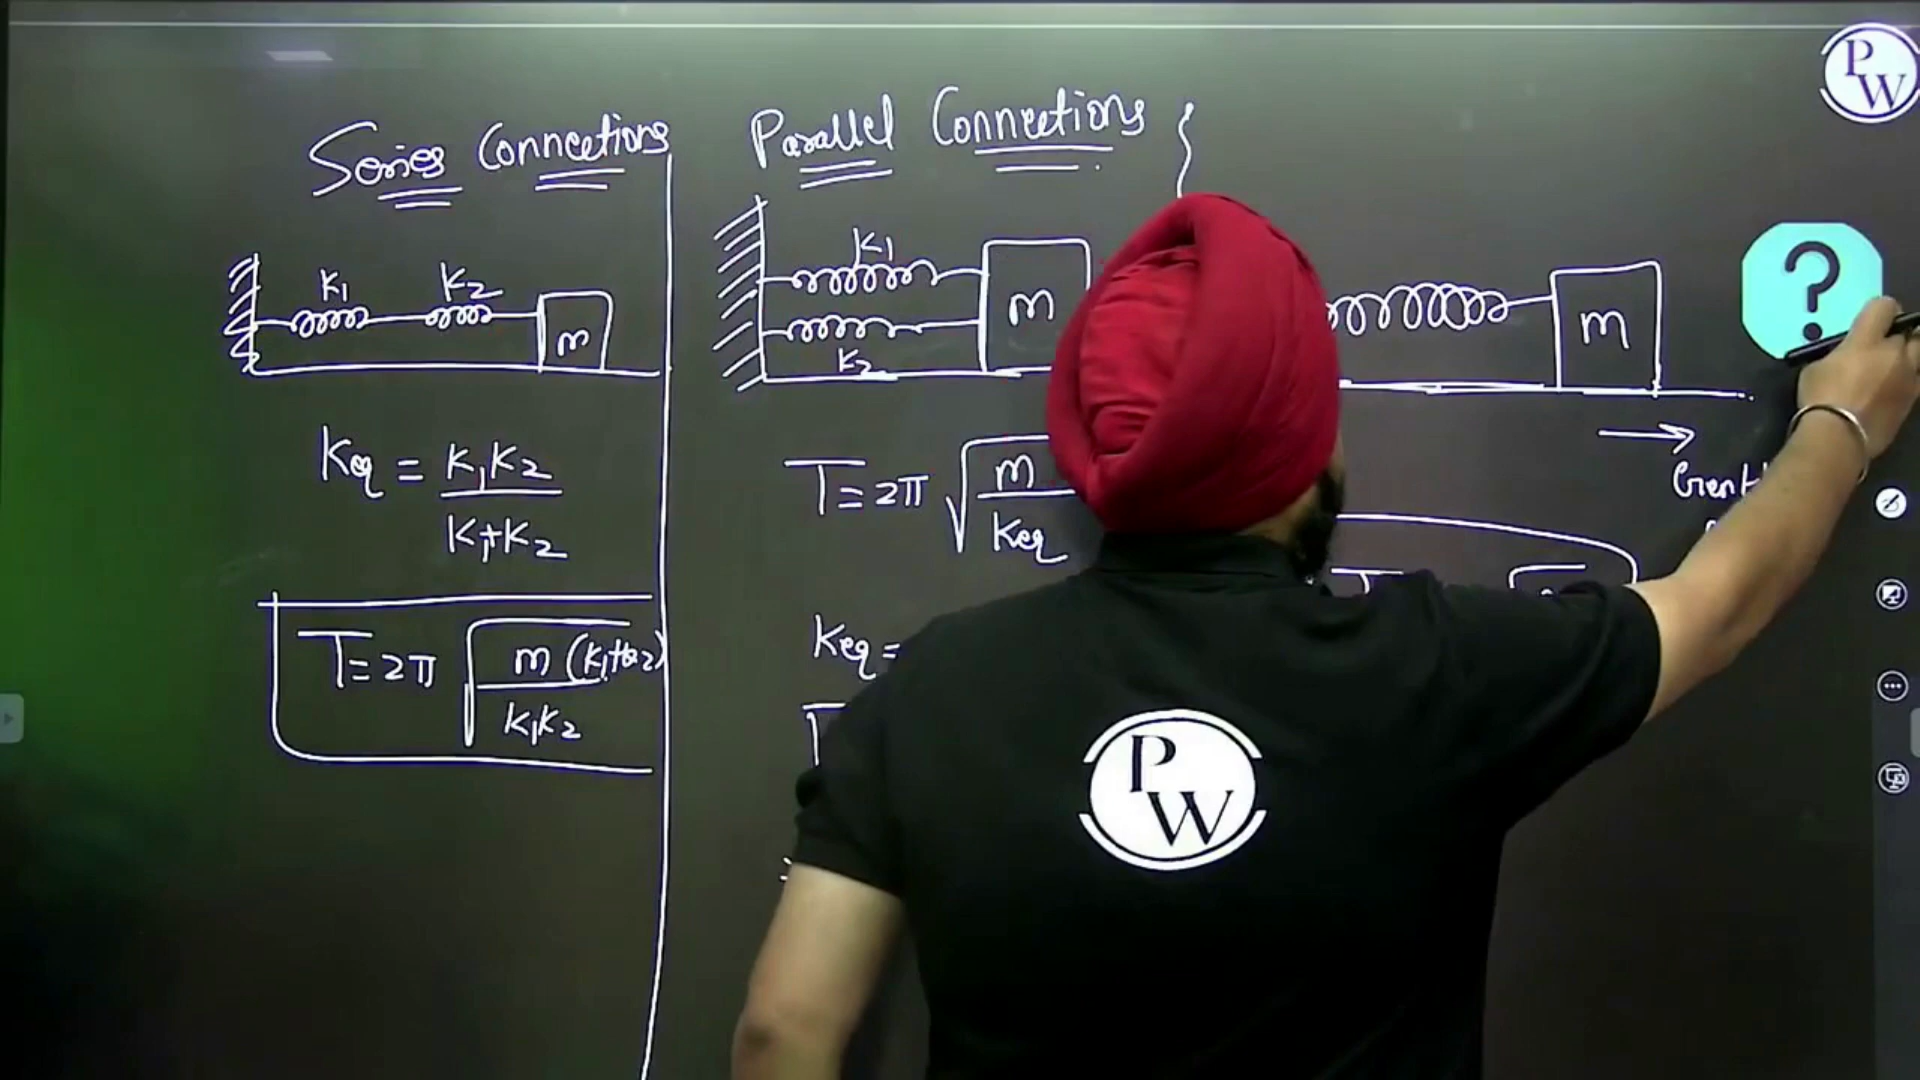 Series Connections
K1
K2
m
Keq = K1K2
K1+K2
T = 2π √ m (K1+K2)
K1K2
Parallel Connections
K1
K2
m
T = 2π √ m
Keq
Keq =
m
T
PW
?
PW